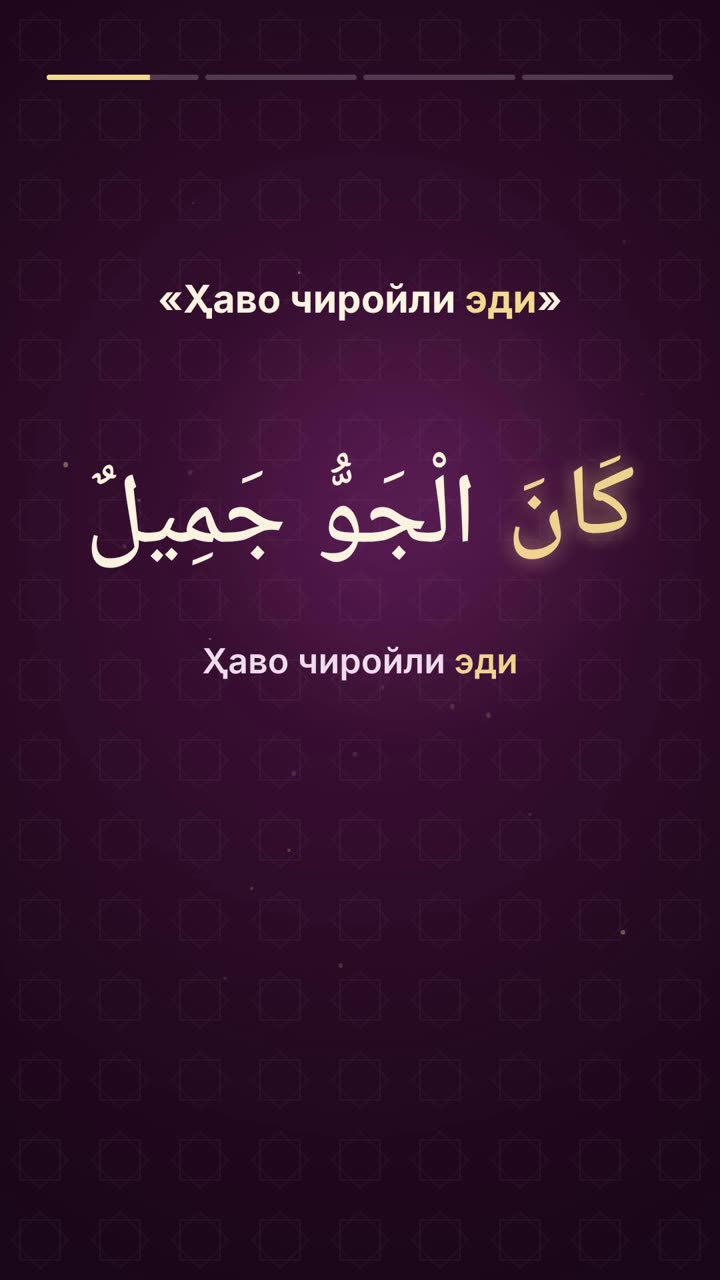 «Ҳаво чиройли эди»
كَانَ الْجَوُّ جَمِيلٌ
Ҳаво чиройли эди